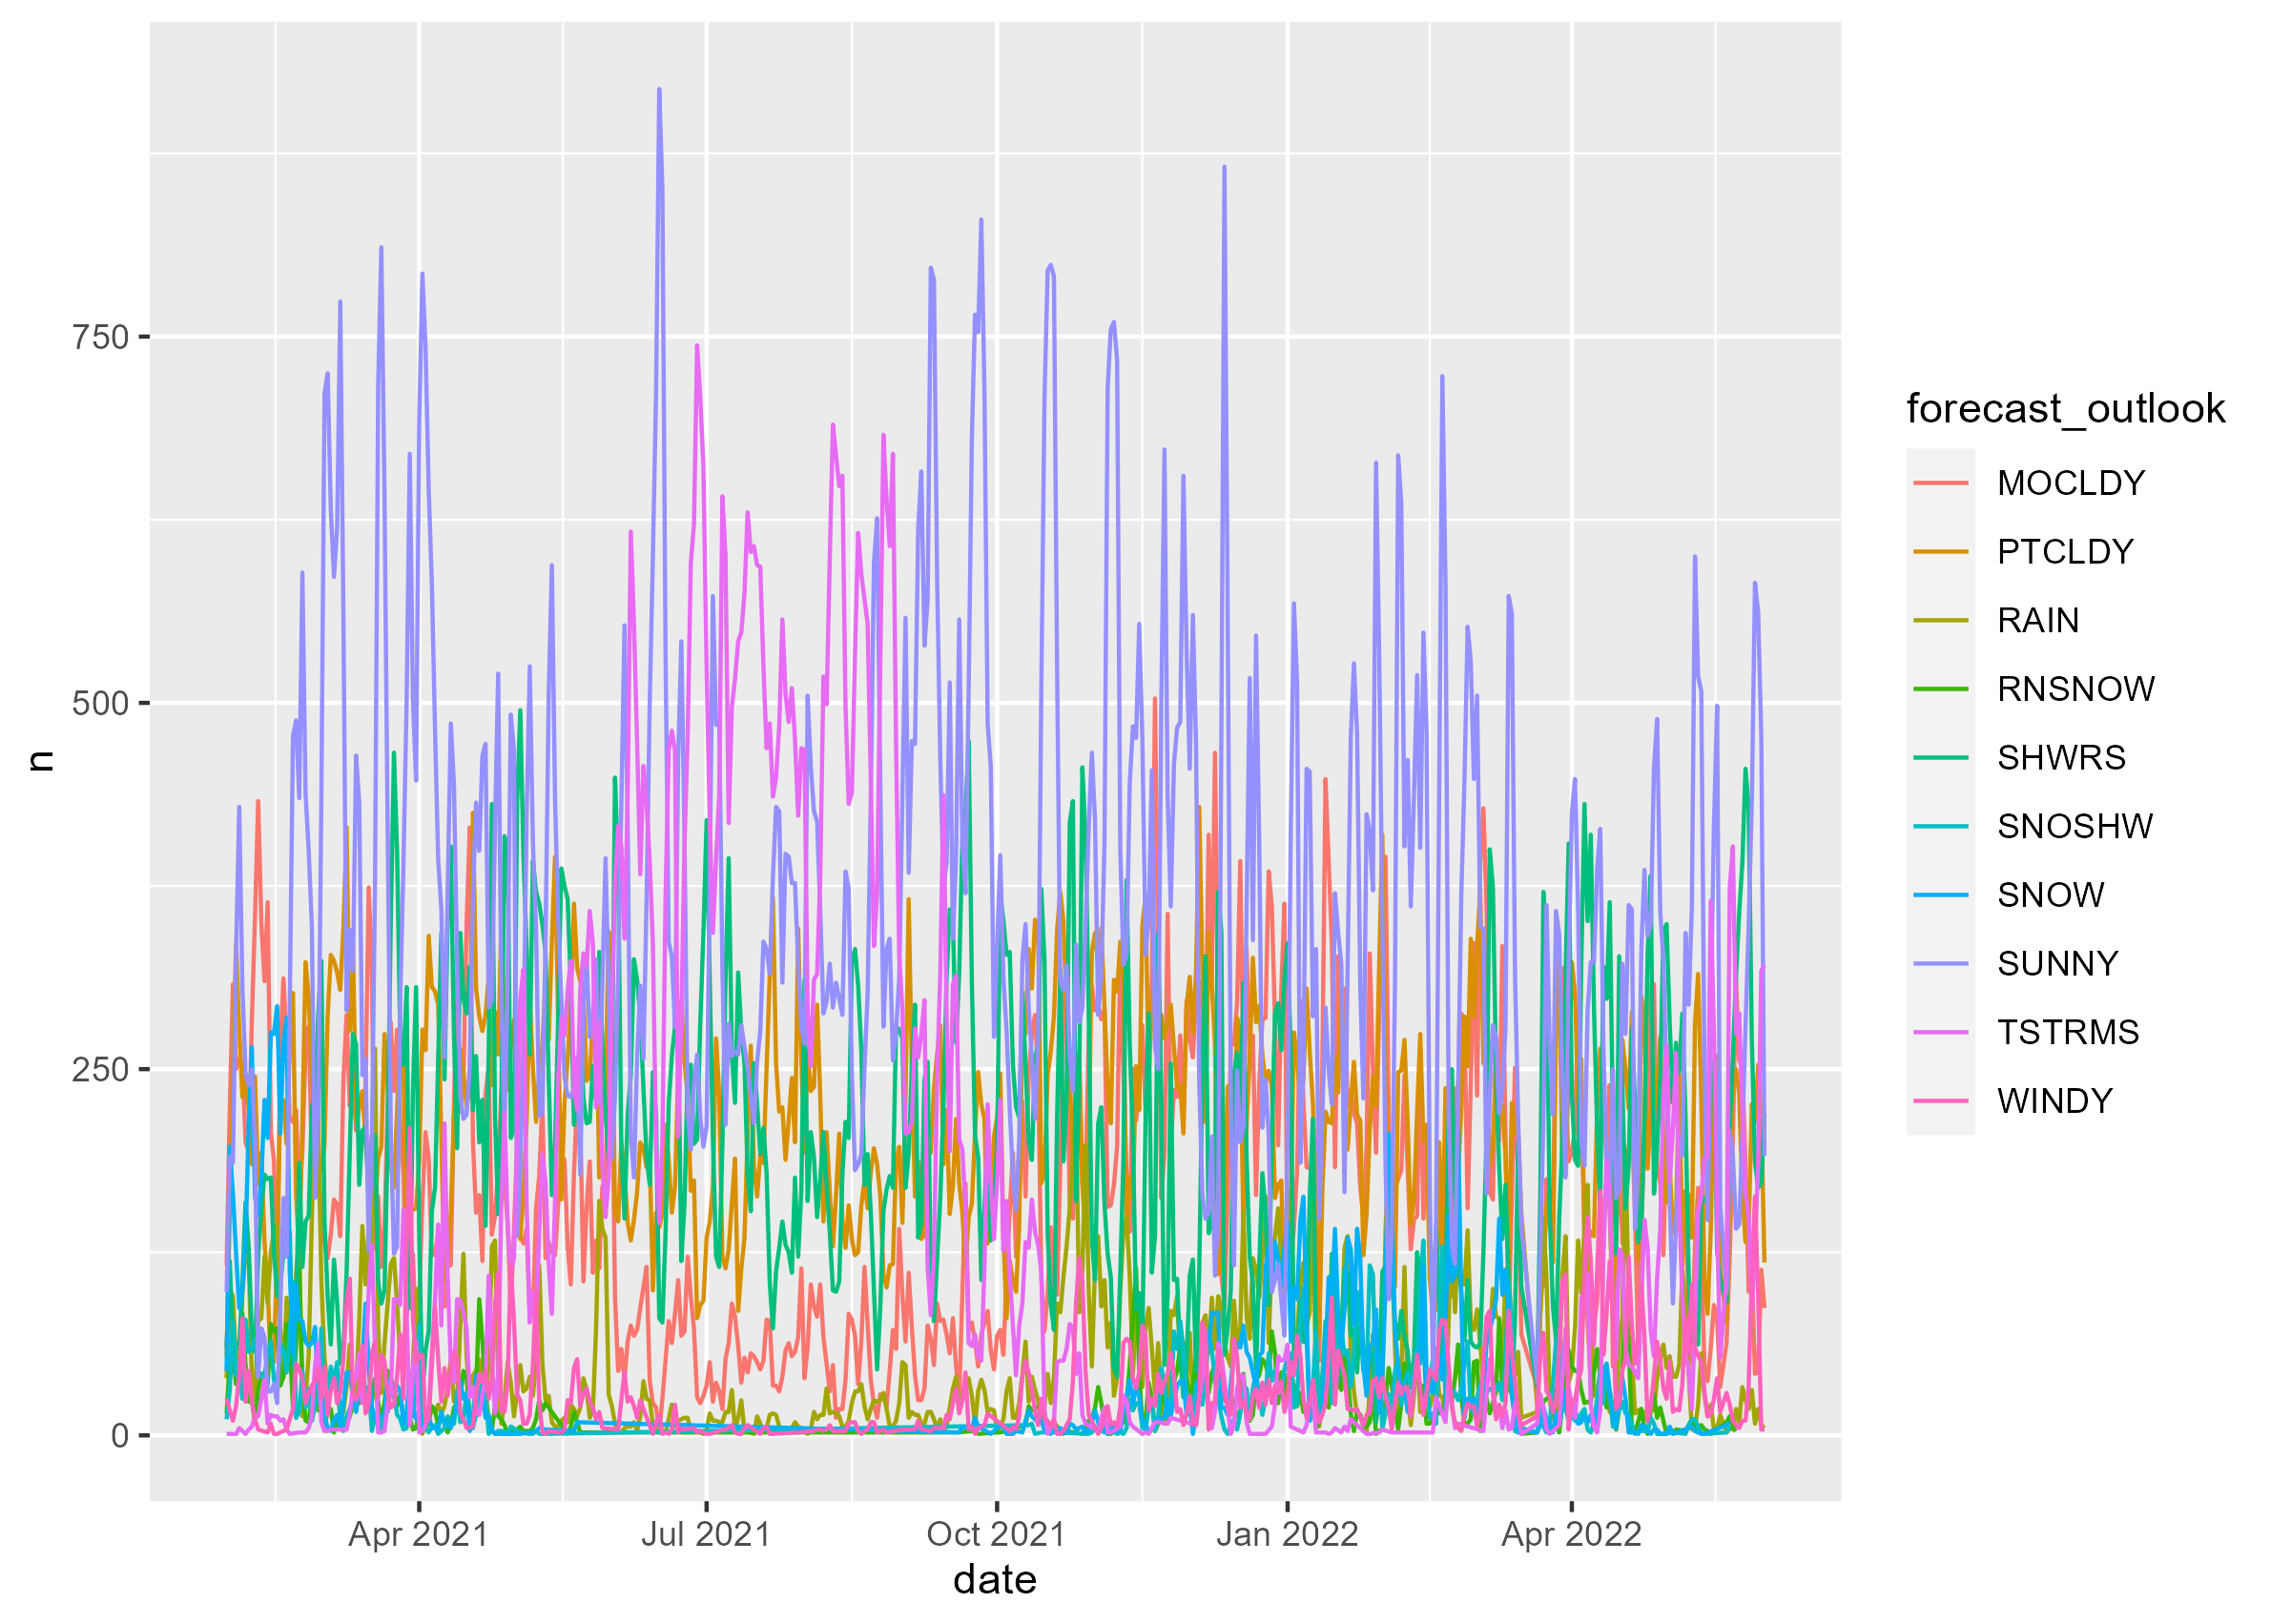 n
750
500
250
0
Apr 2021
Jul 2021
Oct 2021
Jan 2022
Apr 2022
date
forecast_outlook
MOCLDY
PTCLDY
RAIN
RNSNOW
SHWRS
SNOSHW
SNOW
SUNNY
TSTRMS
WINDY